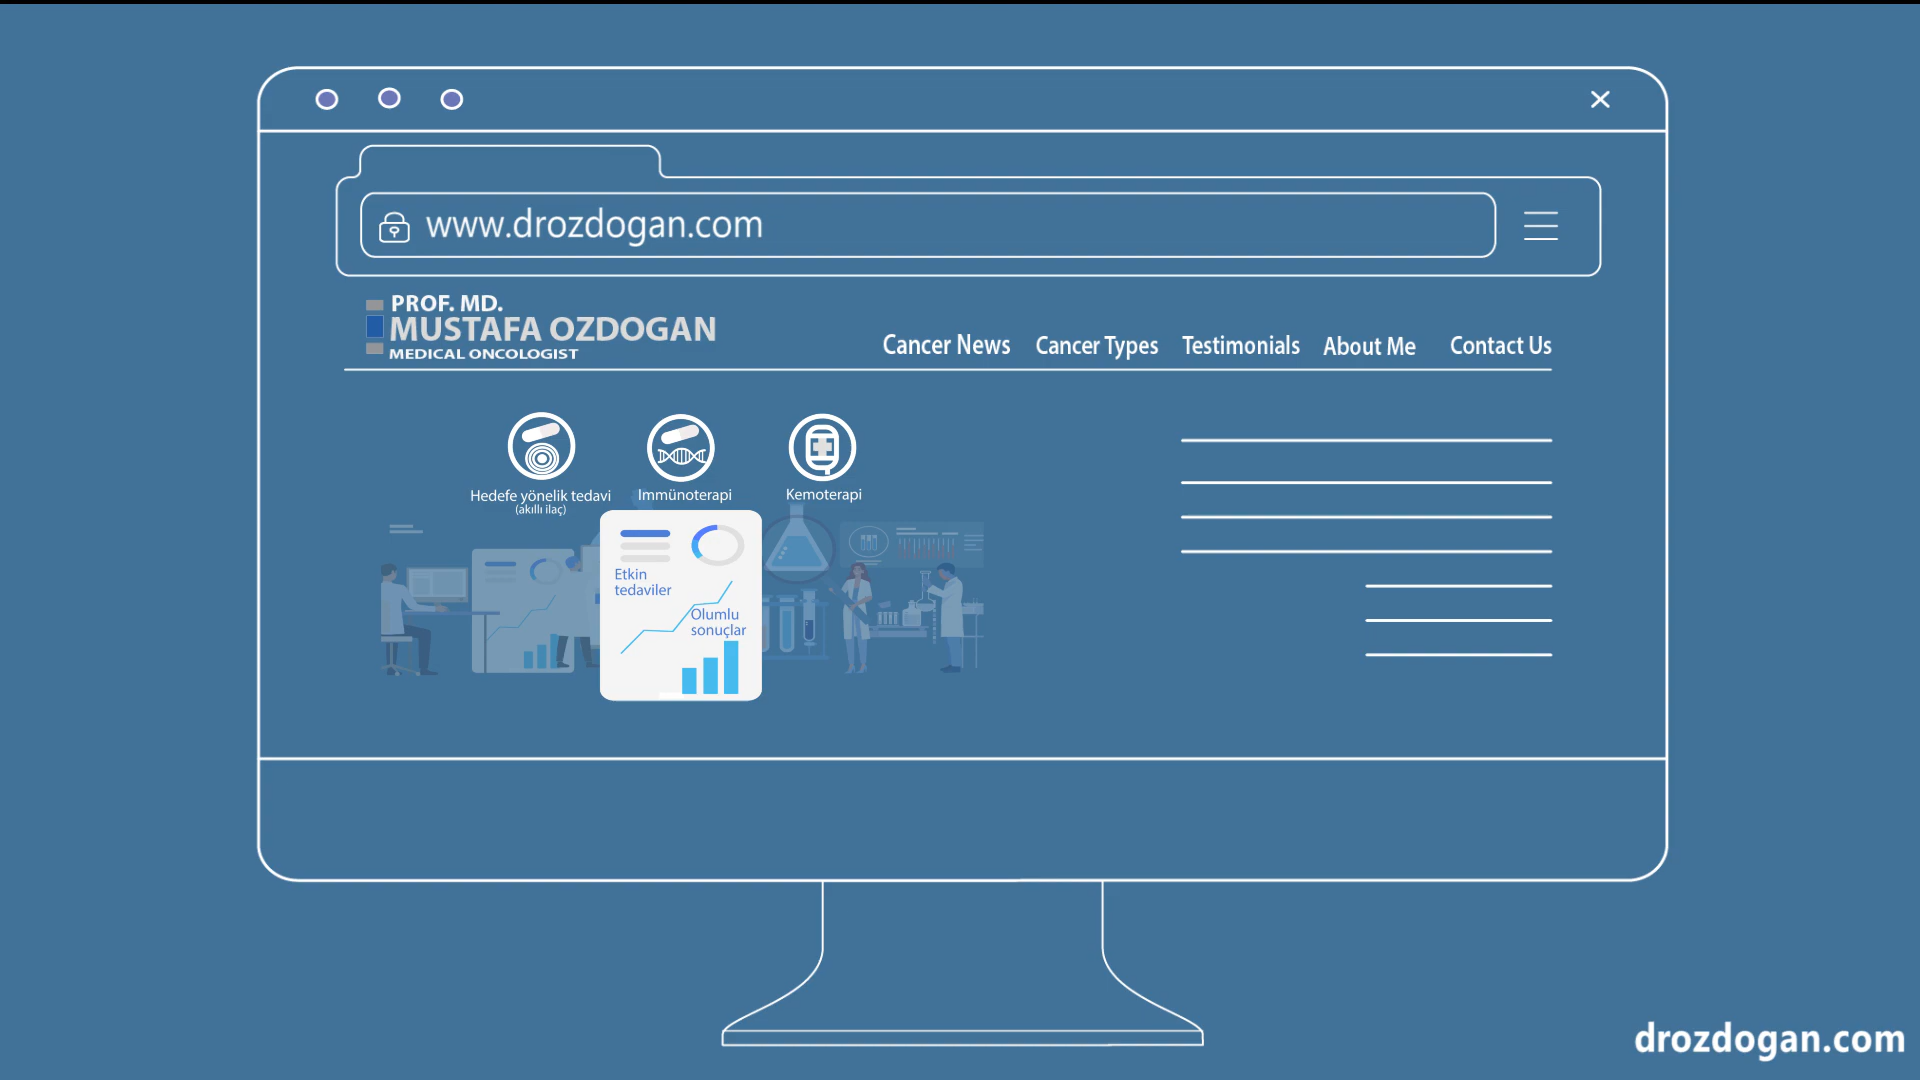 www.drozdogan.com
PROF. MD.
MUSTAFA OZDOGAN
MEDICAL ONCOLOGIST
Cancer News
Cancer Types
Testimonials
About Me
Contact Us
Hedefe yönelik tedavi
(akıllı ilaç)
Immünoterapi
Kemoterapi
Etkin
tedaviler
Olumlu
sonuçlar
drozdogan.com